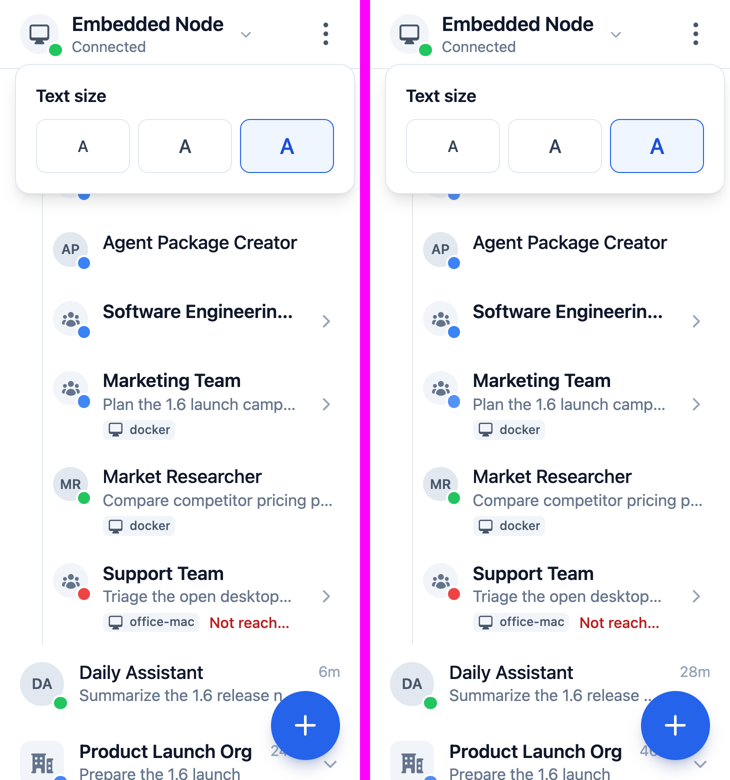 Embedded Node
Connected
Text size
A
A
A
AP
Agent Package Creator
Software Engineerin...
Marketing Team
Plan the 1.6 launch camp...
docker
MR
Market Researcher
Compare competitor pricing p...
docker
Support Team
Triage the open desktop...
office-mac Not reach...
DA
Daily Assistant 6m
Summarize the 1.6 release
Product Launch Org
Prepare the 1.6 launch
Embedded Node
Connected
Text size
A
A
A
AP
Agent Package Creator
Software Engineerin...
Marketing Team
Plan the 1.6 launch camp...
docker
MR
Market Researcher
Compare competitor pricing p...
docker
Support Team
Triage the open desktop...
office-mac Not reach...
DA
Daily Assistant 28m
Summarize the 1.6 release ...
Product Launch Org
Prepare the 1.6 launch